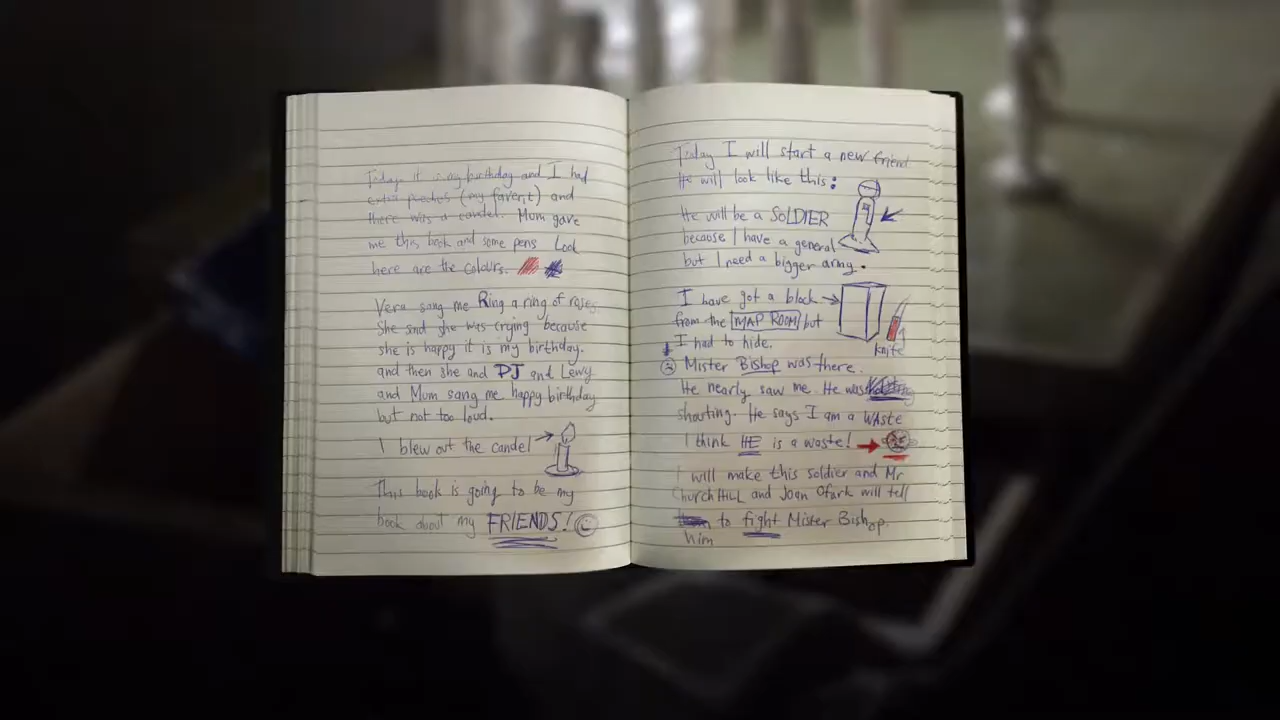 Today it is my birthday and I had
extra peaches (my faverit) and
there was a candel. Mum gave
me this book and some pens Look
here are the colours.
Vera sang me Ring a ring of roses.
She said she was crying because
she is happy it is my birthday.
and then she and DJ and Lewy
and Mum sang me happy birthday
but not too loud.
I blew out the candel
This book is going to be my
book about my FRIENDS!
Today I will start a new friend
He will look like this:
He will be a SOLDIER
becaose I have a general
but I need a bigger army.
I have got a block
from the MAP ROOM but
I had to hide.
knife
Mister Bishop was there.
He nearly saw me. He was
shouting. He says I am a WAste
I think HE is a waste!
I will make this soldier and Mr
ChurcHILL and Joan Ofark will tell
to fight Mister Bishop.
him